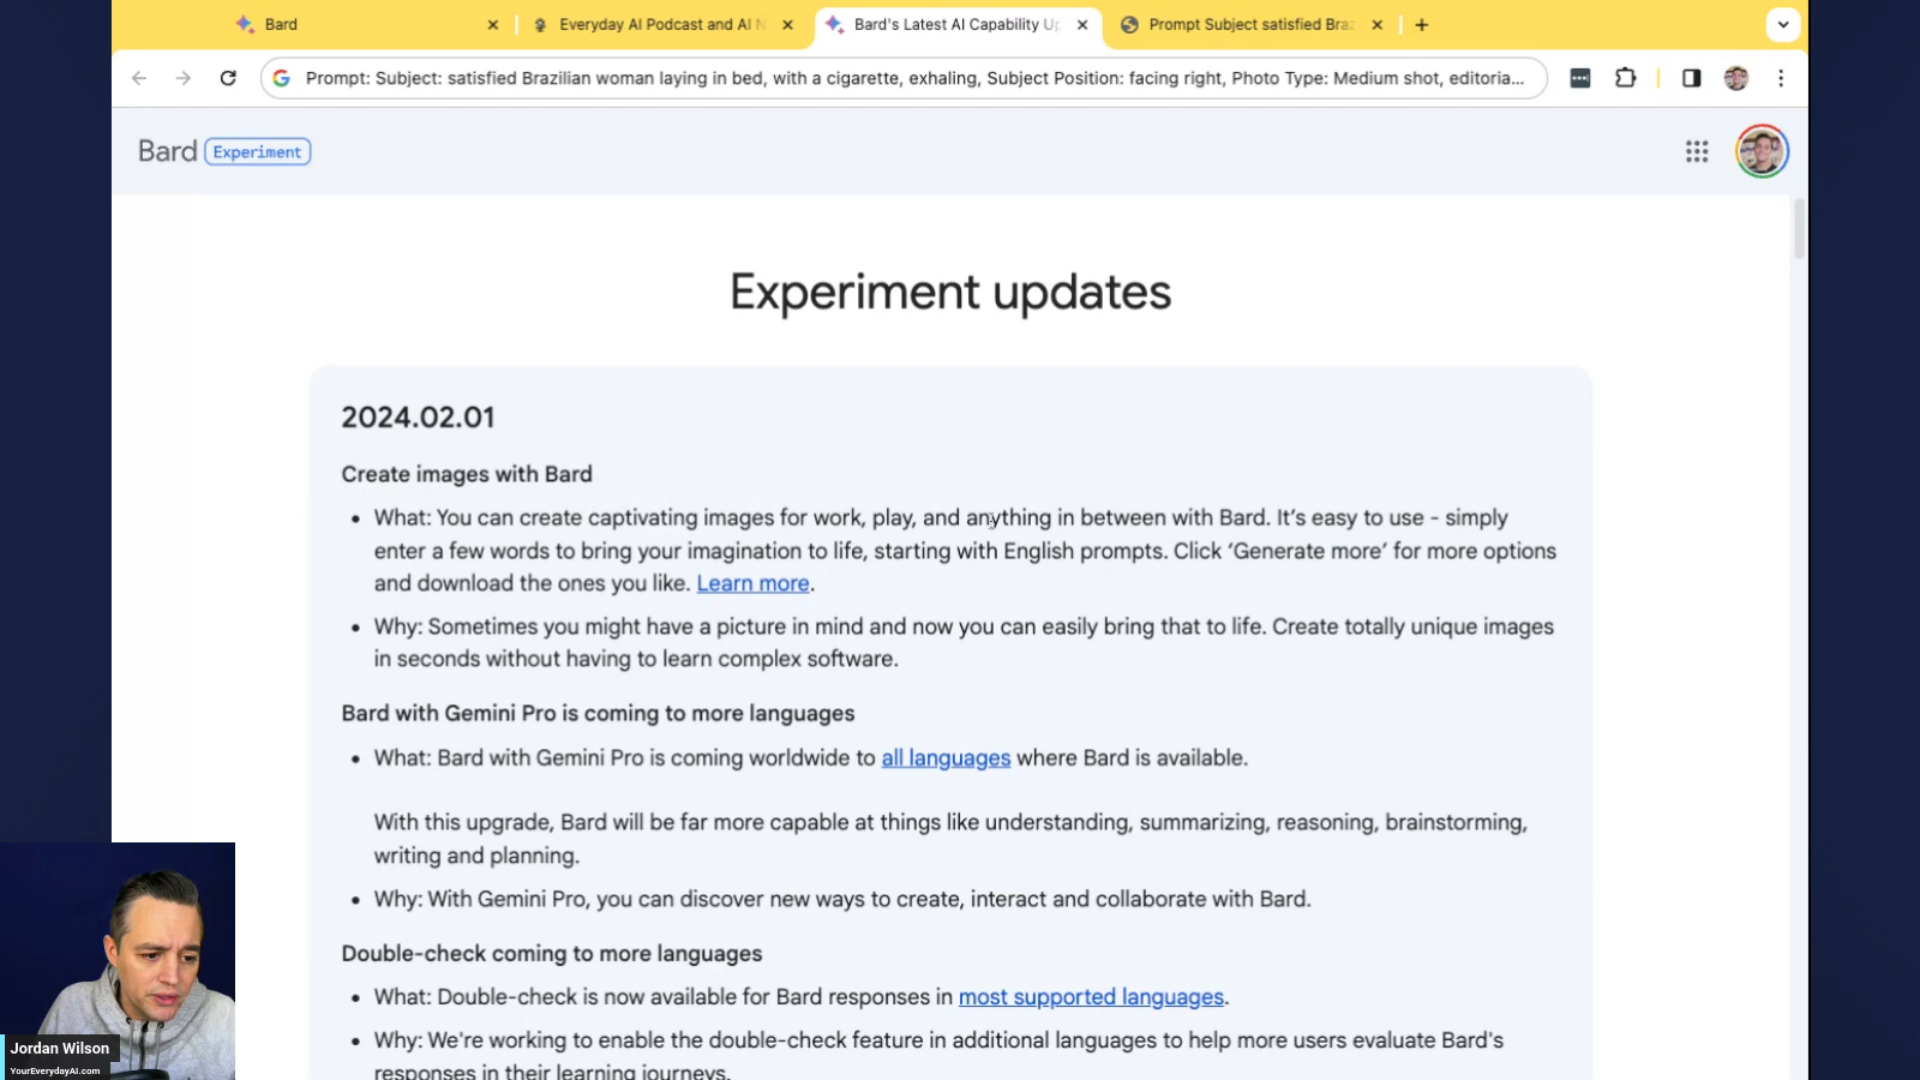 Bard
Everyday AI Podcast and AI N
Bard's Latest AI Capability Up
Prompt Subject satisfied Braz
Prompt: Subject: satisfied Brazilian woman laying in bed, with a cigarette, exhaling, Subject Position: facing right, Photo Type: Medium shot, editoria...
Bard Experiment
Experiment updates
2024.02.01
Create images with Bard
• What: You can create captivating images for work, play, and anything in between with Bard. It’s easy to use - simply
enter a few words to bring your imagination to life, starting with English prompts. Click ‘Generate more’ for more options
and download the ones you like. Learn more.
• Why: Sometimes you might have a picture in mind and now you can easily bring that to life. Create totally unique images
in seconds without having to learn complex software.
Bard with Gemini Pro is coming to more languages
• What: Bard with Gemini Pro is coming worldwide to all languages where Bard is available.
With this upgrade, Bard will be far more capable at things like understanding, summarizing, reasoning, brainstorming,
writing and planning.
• Why: With Gemini Pro, you can discover new ways to create, interact and collaborate with Bard.
Double-check coming to more languages
• What: Double-check is now available for Bard responses in most supported languages.
• Why: We're working to enable the double-check feature in additional languages to help more users evaluate Bard's
responses in their learning journeys.
Jordan Wilson
YourEverydayAI.com